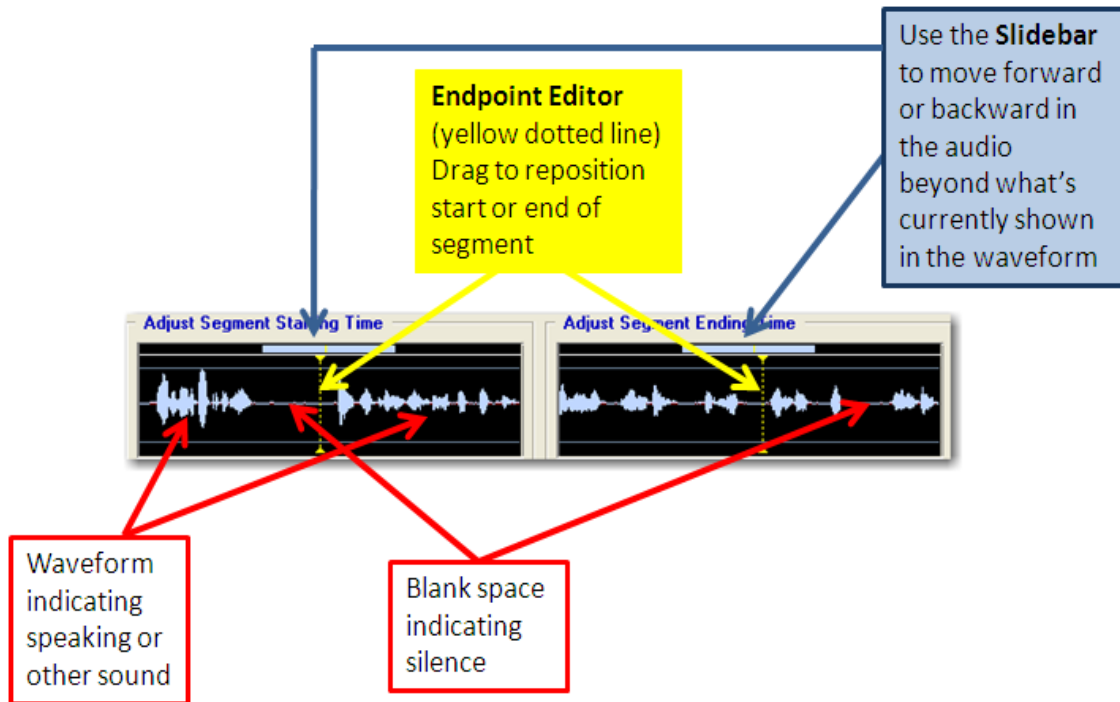 Use the Slidebar
to move forward
or backward in
the audio
beyond what's
currently shown
in the waveform
Endpoint Editor
(yellow dotted line)
Drag to reposition
start or end of
segment
Adjust Segment Starting Time
Adjust Segment Ending Time
Waveform
indicating
speaking or
other sound
Blank space
indicating
silence